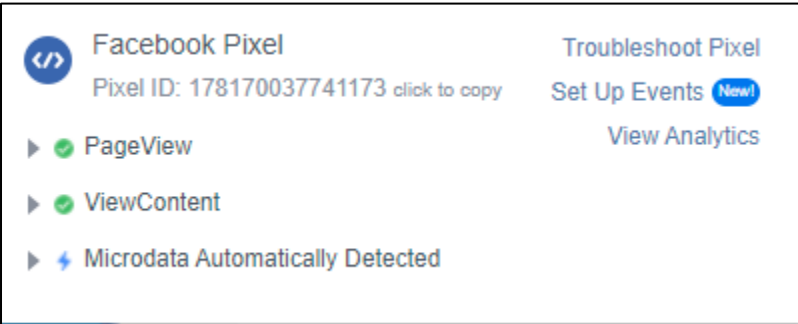 Facebook Pixel
Troubleshoot Pixel
Pixel ID: 178170037741173 click to copy
Set Up Events New!
View Analytics
PageView
ViewContent
Microdata Automatically Detected